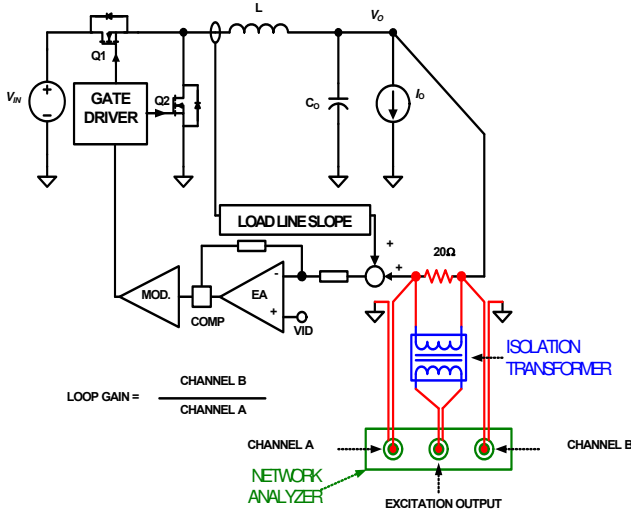 L
V_O
Q1
V_IN
+
−
GATE
DRIVER
Q2
C_O
I_O
LOAD LINE SLOPE
+
+
20Ω
MOD.
COMP
EA
-
+
VID
ISOLATION
TRANSFORMER
LOOP GAIN =
CHANNEL B
CHANNEL A
CHANNEL A
CHANNEL B
NETWORK
ANALYZER
EXCITATION OUTPUT